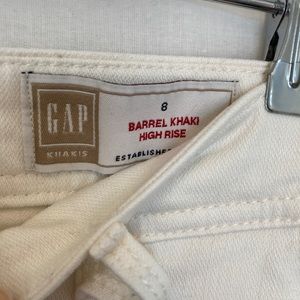 GAP
KHAKIS
8
BARREL KHAKI
HIGH RISE
ESTABLISHED